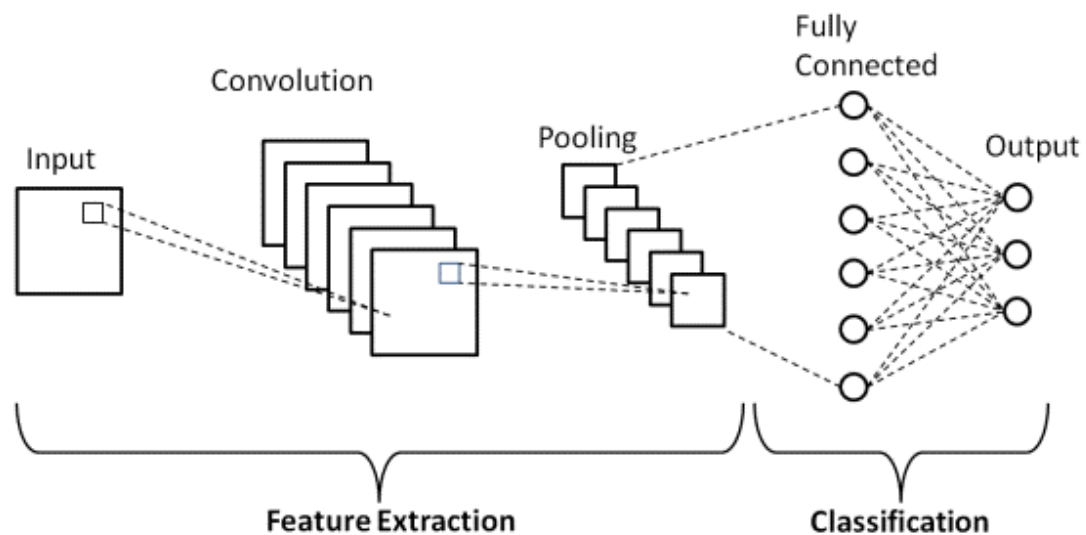 Fully
Connected
Convolution
Pooling
Output
Input
Feature Extraction
Classification